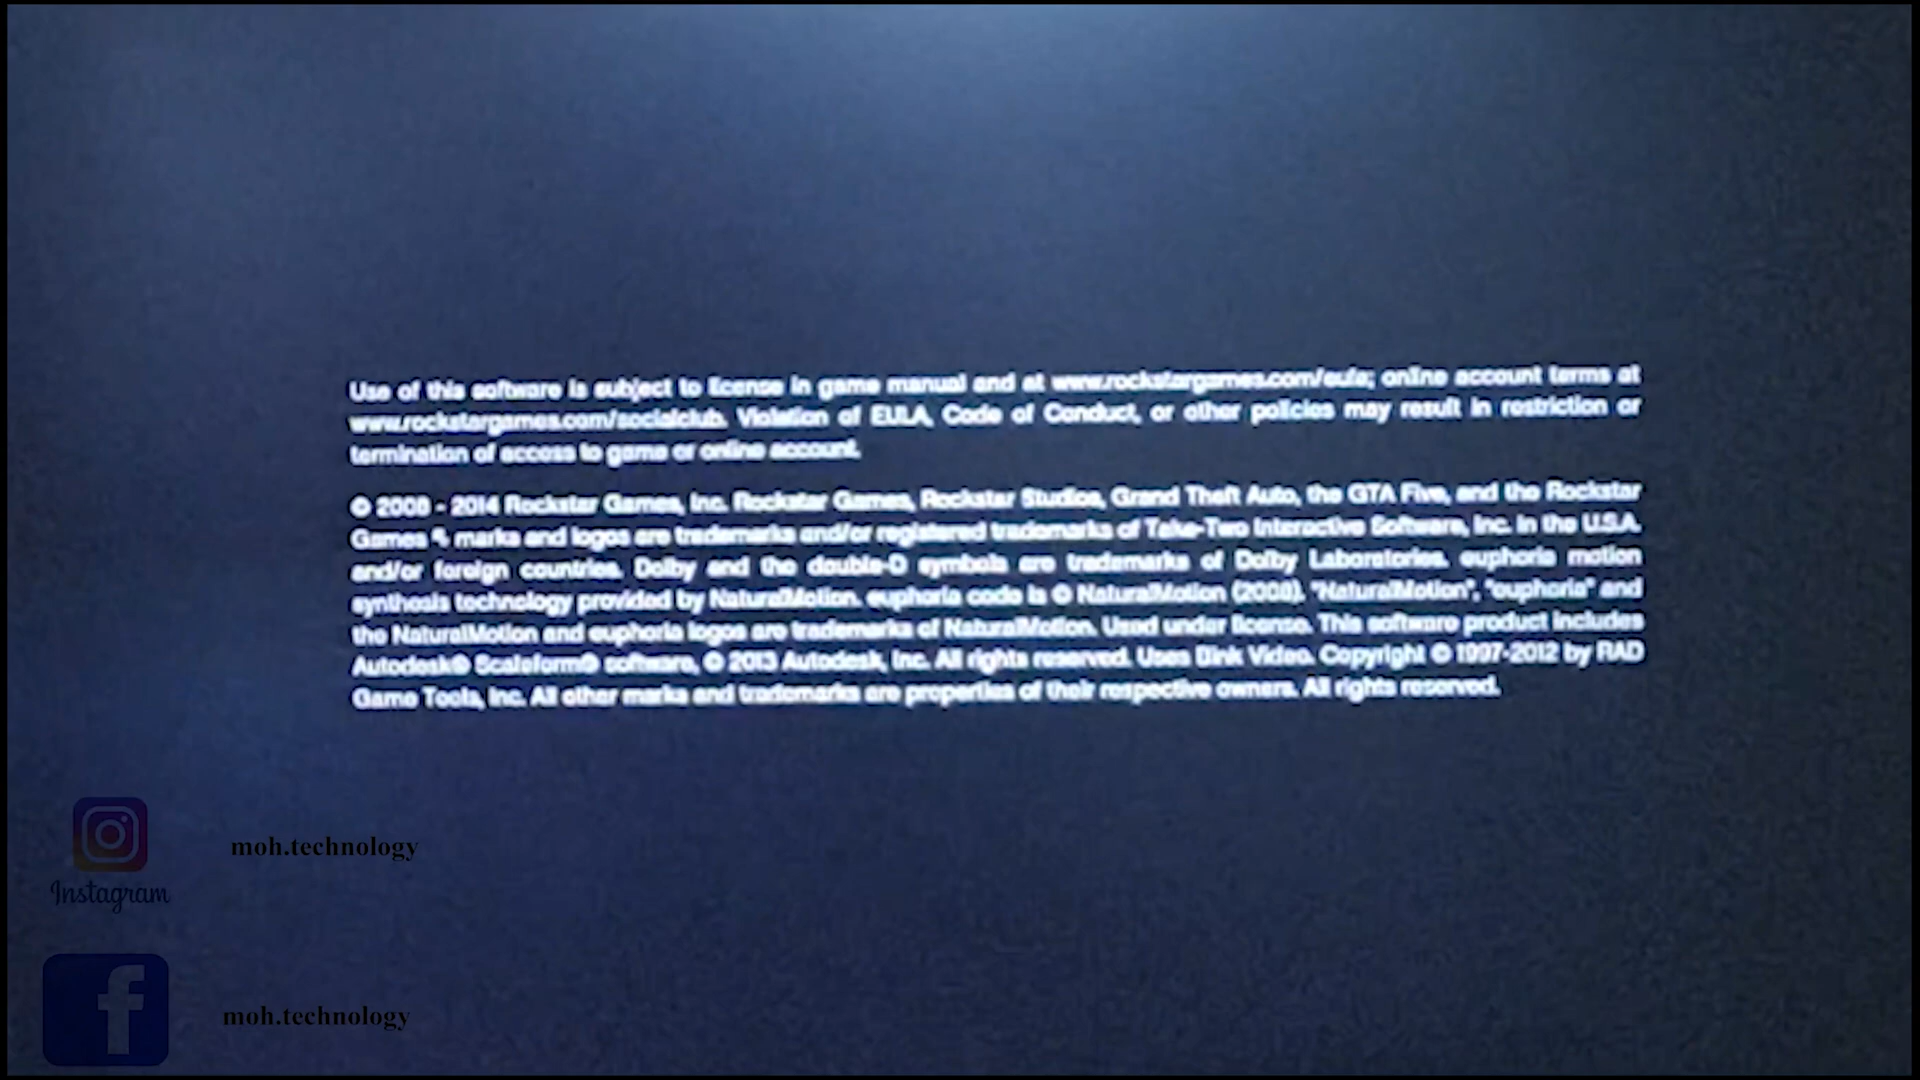 Use of this software is subject to license in game manual and at www.rockstargames.com/eula; online account terms at
www.rockstargames.com/socialclub. Violation of EULA, Code of Conduct, or other policies may result in restriction or
termination of access to game or online account.
© 2008 - 2014 Rockstar Games, Inc. Rockstar Games, Rockstar Studios, Grand Theft Auto, the GTA Five, and the Rockstar
Games R* marks and logos are trademarks and/or registered trademarks of Take-Two Interactive Software, Inc. in the U.S.A.
and/or foreign countries. Dolby and the double-D symbols are trademarks of Dolby Laboratories. euphoria motion
synthesis technology provided by NaturalMotion. euphoria code is © NaturalMotion (2008). "NaturalMotion", "euphoria" and
the NaturalMotion and euphoria logos are trademarks of NaturalMotion. Used under license. This software product includes
Autodesk® Scaleform® software, © 2013 Autodesk, Inc. All rights reserved. Uses Bink Video. Copyright © 1997-2012 by RAD
Game Tools, Inc. All other marks and trademarks are properties of their respective owners. All rights reserved.
moh.technology
Instagram
moh.technology